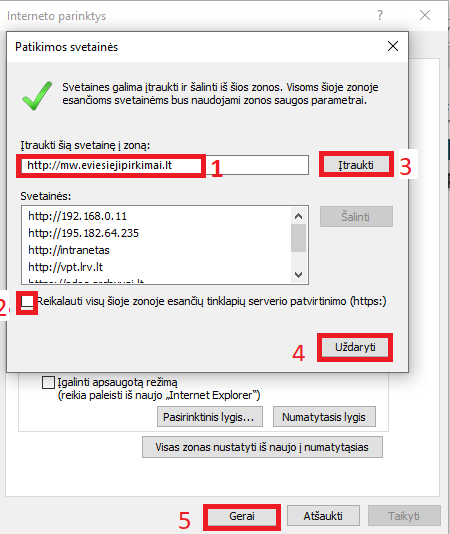 Interneto parinktys
Patikimos svetainės
Svetaines galima įtraukti ir šalinti iš šios zonos. Visoms šioje zonoje
esančioms svetainėms bus naudojami zonos saugos parametrai.
Įtraukti šią svetainę į zoną:
http://mw.eviesiejipirkimai.lt
1
Įtraukti
3
Svetainės:
http://192.168.0.11
http://195.182.64.235
http://intranetas
http://vpt.lrv.lt
Šalinti
2
Reikalauti visų šioje zonoje esančių tinklapių serverio patvirtinimo (https:)
4
Uždaryti
Įgalinti apsaugotą režimą
(reikia paleisti iš naujo „Internet Explorer")
Pasirinktinis lygis...
Numatytasis lygis
Visas zonas nustatyti iš naujo į numatytąsias
5
Gerai
Atšaukti
Taikyti